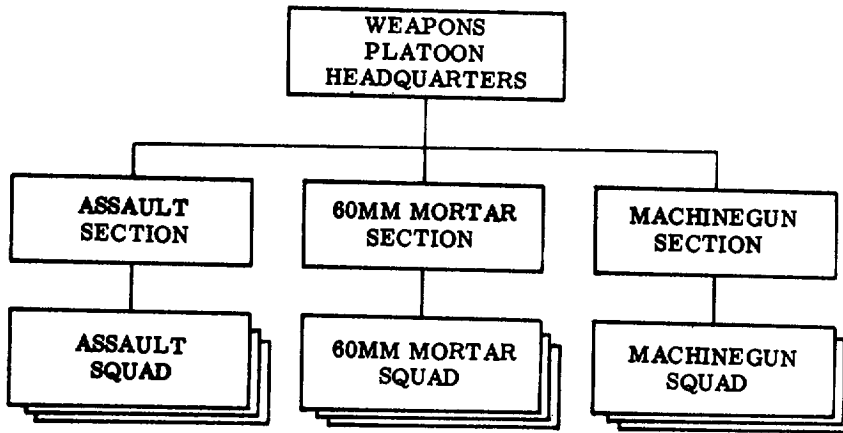 WEAPONS
PLATOON
HEADQUARTERS
ASSAULT
SECTION
60MM MORTAR
SECTION
MACHINEGUN
SECTION
ASSAULT
SQUAD
60MM MORTAR
SQUAD
MACHINEGUN
SQUAD